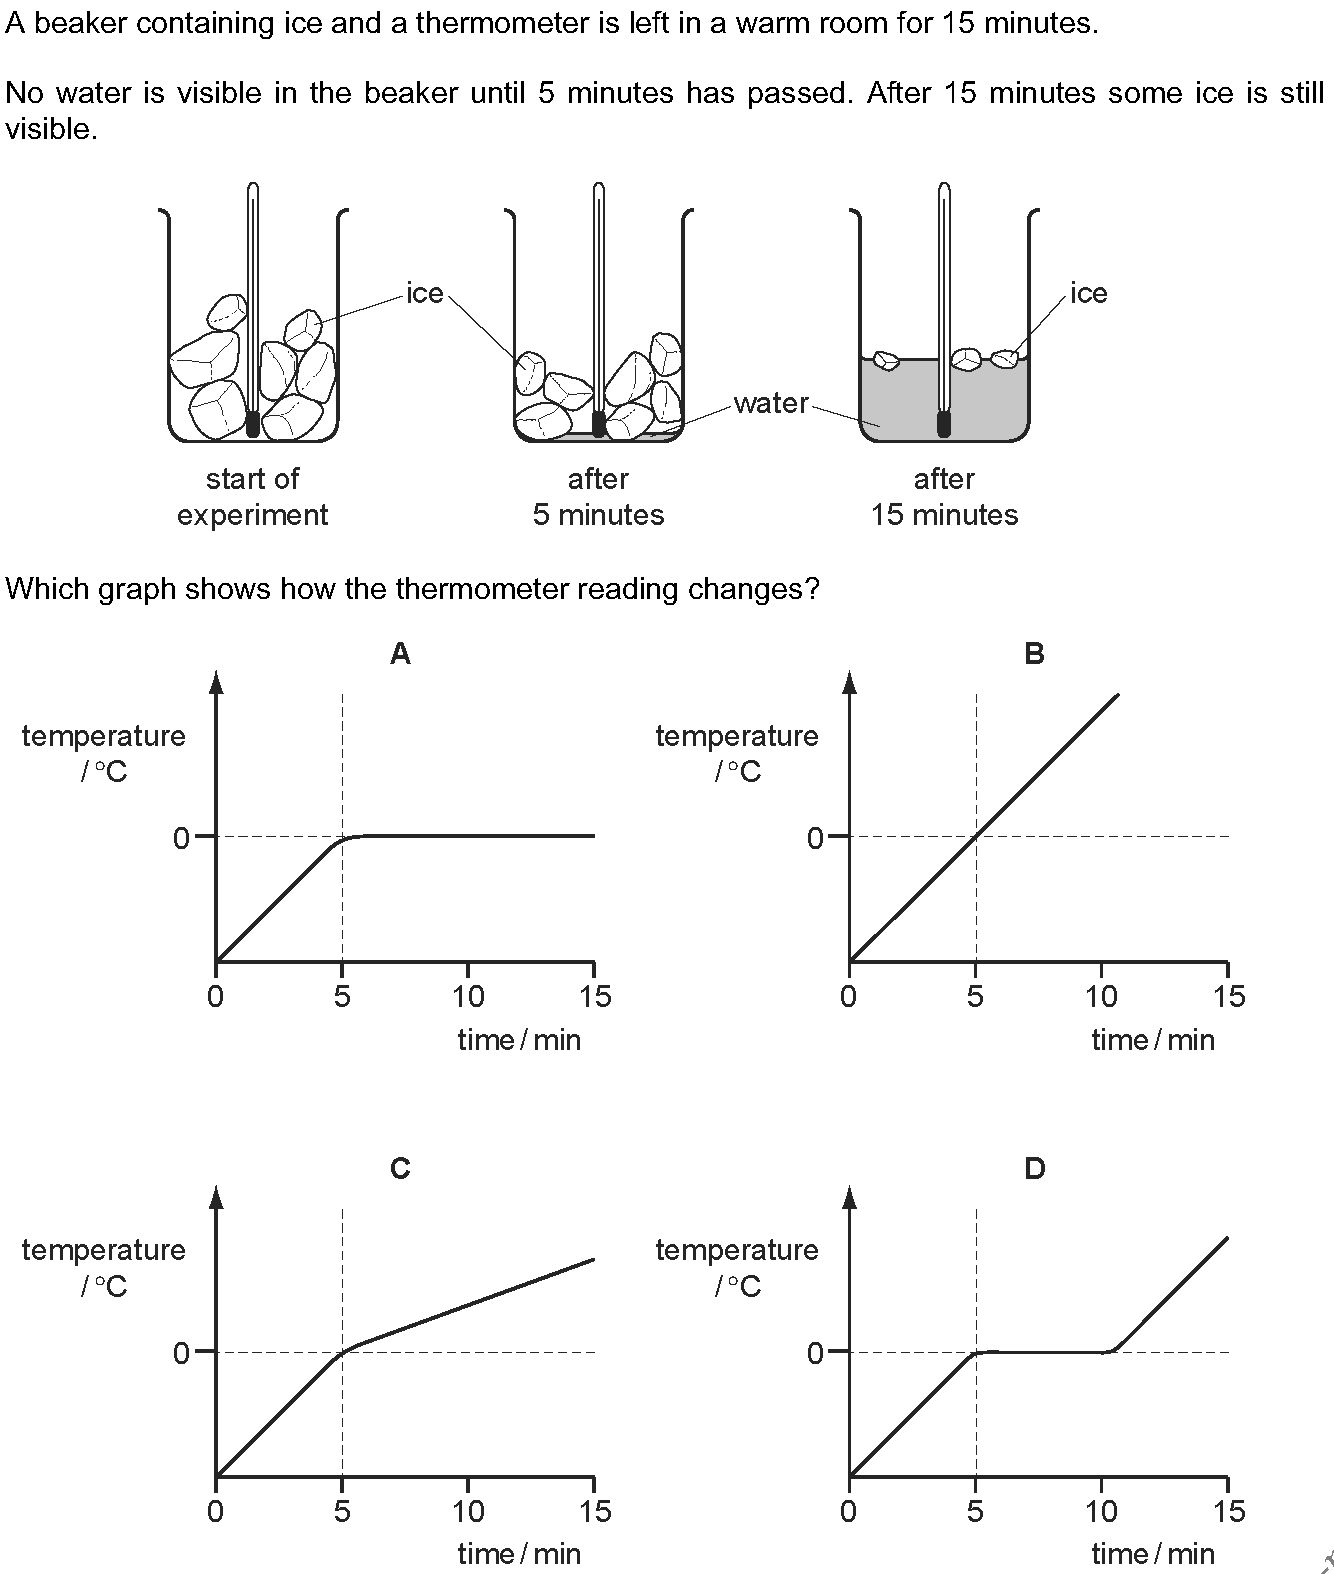 A beaker containing ice and a thermometer is left in a warm room for 15 minutes.
No water is visible in the beaker until 5 minutes has passed. After 15 minutes some ice is still
visible.
ice
ice
water
start of
experiment
after
5 minutes
after
15 minutes
Which graph shows how the thermometer reading changes?
A
temperature
/ °C
0
0 5 10 15
time / min
B
temperature
/ °C
0
0 5 10 15
time / min
C
temperature
/ °C
0
0 5 10 15
time / min
D
temperature
/ °C
0
0 5 10 15
time / min